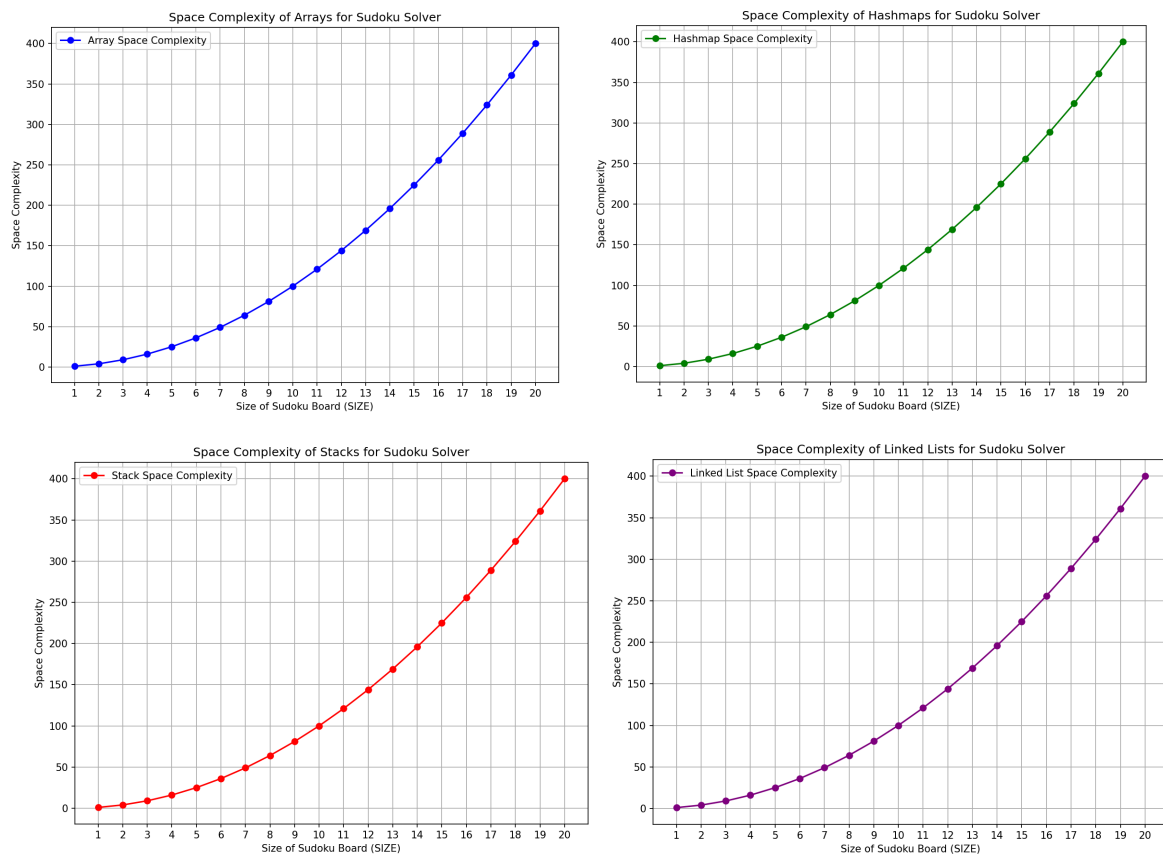 Space Complexity of Arrays for Sudoku Solver
Array Space Complexity
400
350
300
250
200
150
100
50
0
Space Complexity
1 2 3 4 5 6 7 8 9 10 11 12 13 14 15 16 17 18 19 20
Size of Sudoku Board (SIZE)
Space Complexity of Hashmaps for Sudoku Solver
Hashmap Space Complexity
400
350
300
250
200
150
100
50
0
Space Complexity
1 2 3 4 5 6 7 8 9 10 11 12 13 14 15 16 17 18 19 20
Size of Sudoku Board (SIZE)
Space Complexity of Stacks for Sudoku Solver
Stack Space Complexity
400
350
300
250
200
150
100
50
0
Space Complexity
1 2 3 4 5 6 7 8 9 10 11 12 13 14 15 16 17 18 19 20
Size of Sudoku Board (SIZE)
Space Complexity of Linked Lists for Sudoku Solver
Linked List Space Complexity
400
350
300
250
200
150
100
50
0
Space Complexity
1 2 3 4 5 6 7 8 9 10 11 12 13 14 15 16 17 18 19 20
Size of Sudoku Board (SIZE)